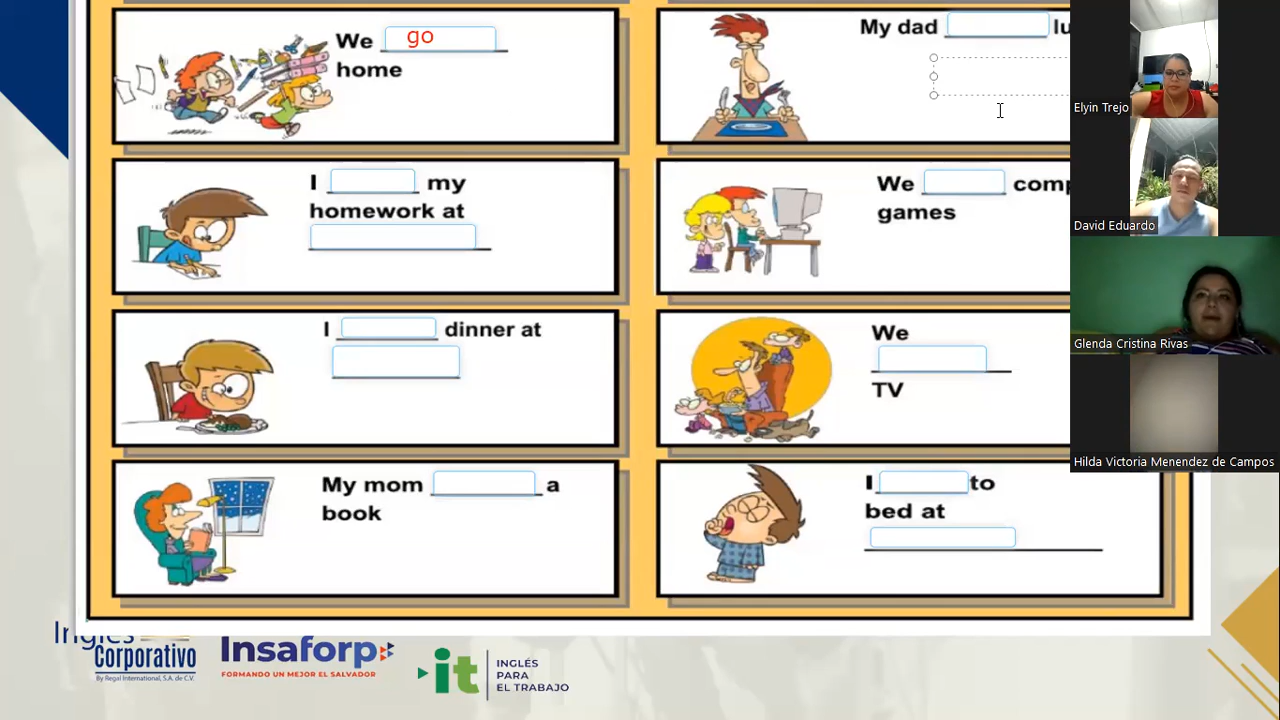 We go
home
My dad
I my
homework at
We
games
I dinner at
We
TV
My mom a
book
I to
bed at
Elyin Trejo
David Eduardo
Glenda Cristina Rivas
Hilda Victoria Menendez de Campos
Inglés
Corporativo
By Regal International, S.A. de C.V.
Insaforp
FORMANDO UN MEJOR EL SALVADOR
it
INGLÉS
PARA
EL TRABAJO